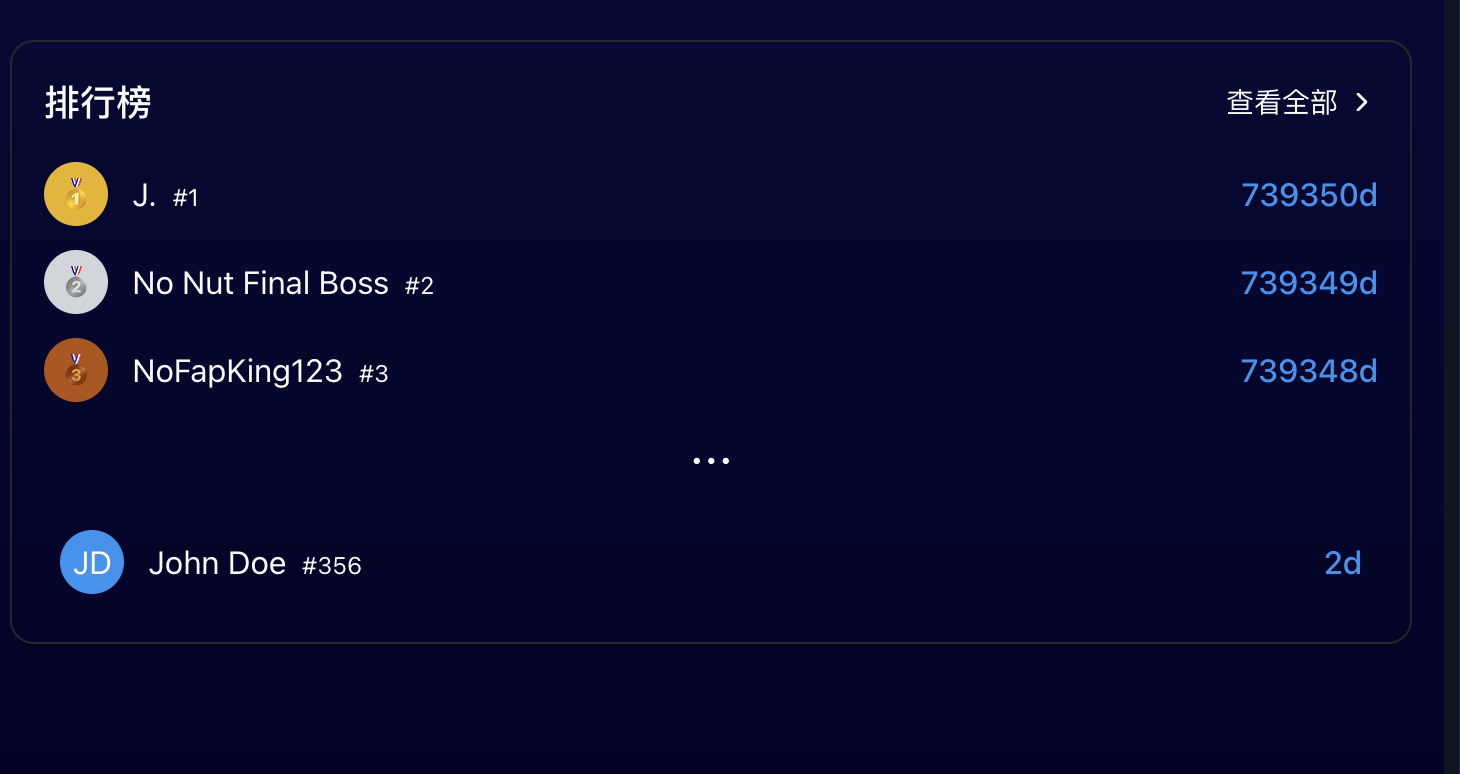 排行榜
查看全部
1 J. #1 739350d
2 No Nut Final Boss #2 739349d
3 NoFapKing123 #3 739348d
...
JD John Doe #356 2d